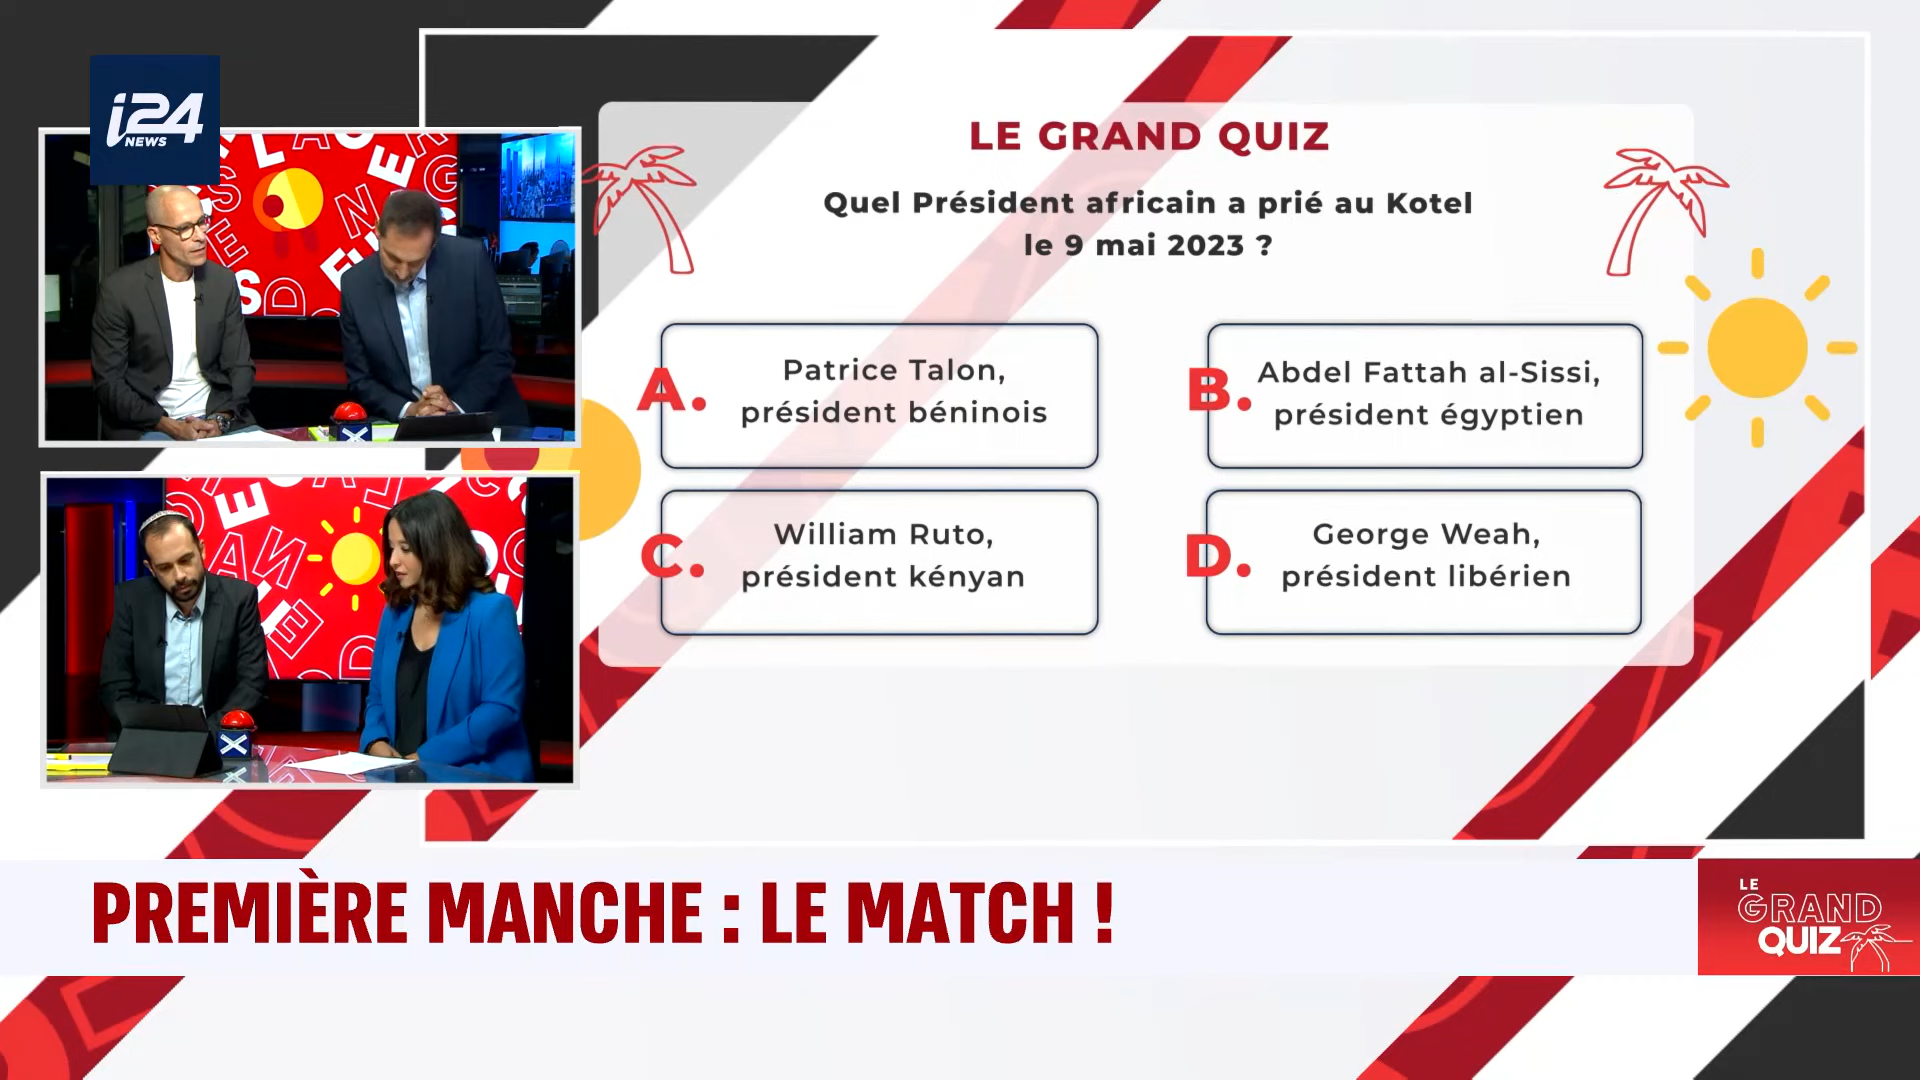 i24
NEWS
LE GRAND QUIZ
Quel Président africain a prié au Kotel
le 9 mai 2023 ?
A.
Patrice Talon,
président béninois
B.
Abdel Fattah al-Sissi,
président égyptien
C.
William Ruto,
président kényan
D.
George Weah,
président libérien
PREMIÈRE MANCHE : LE MATCH !
LE
GRAND
QUIZ